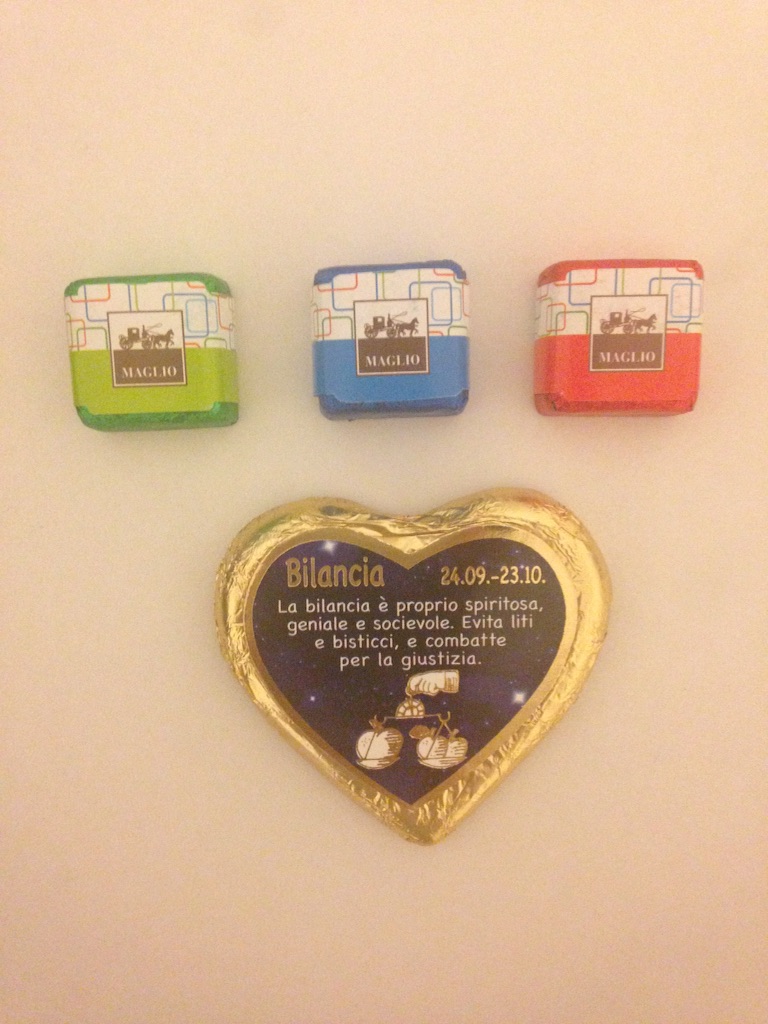 MAGLIO
MAGLIO
MAGLIO
Bilancia 24.09.-23.10.
La bilancia è proprio spiritosa,
geniale e socievole. Evita liti
e bisticci, e combatte
per la giustizia.